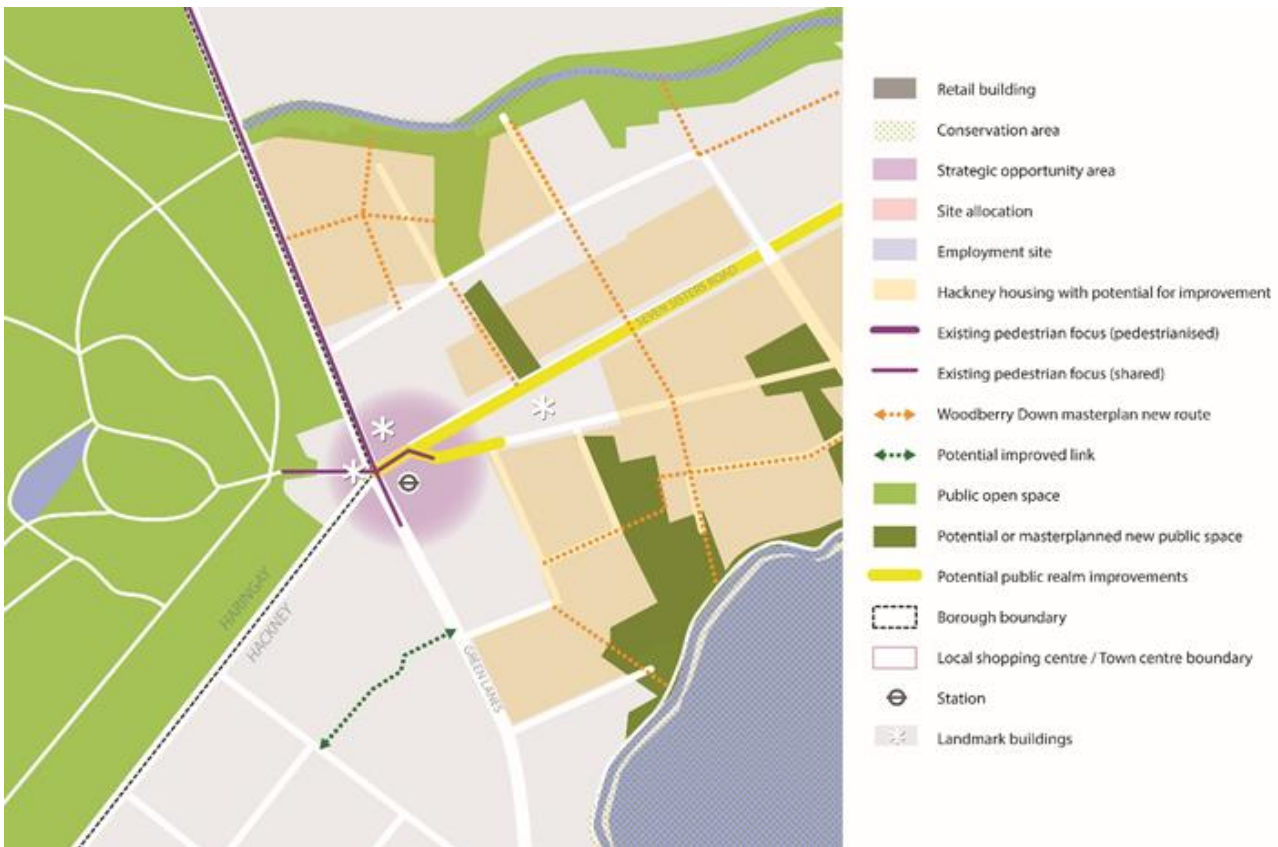 SEVEN SISTERS ROAD
HARINGAY
HACKNEY
GREEN LANES
Retail building
Conservation area
Strategic opportunity area
Site allocation
Employment site
Hackney housing with potential for improvement
Existing pedestrian focus (pedestrianised)
Existing pedestrian focus (shared)
Woodberry Down masterplan new route
Potential improved link
Public open space
Potential or masterplanned new public space
Potential public realm improvements
Borough boundary
Local shopping centre / Town centre boundary
Station
Landmark buildings